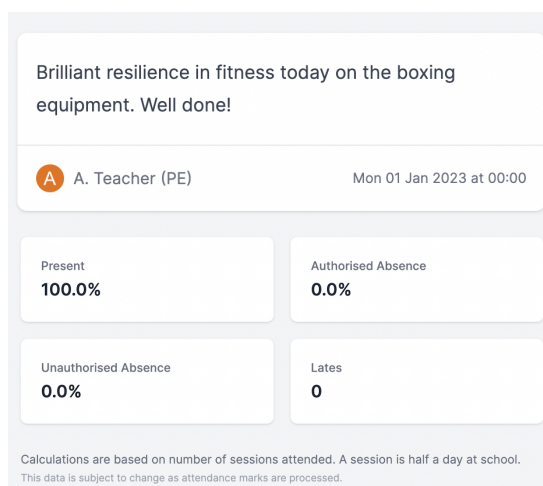 Brilliant resilience in fitness today on the boxing
equipment. Well done!
A
A. Teacher (PE)
Mon 01 Jan 2023 at 00:00
Present
100.0%
Authorised Absence
0.0%
Unauthorised Absence
0.0%
Lates
0
Calculations are based on number of sessions attended. A session is half a day at school.
This data is subject to change as attendance marks are processed.